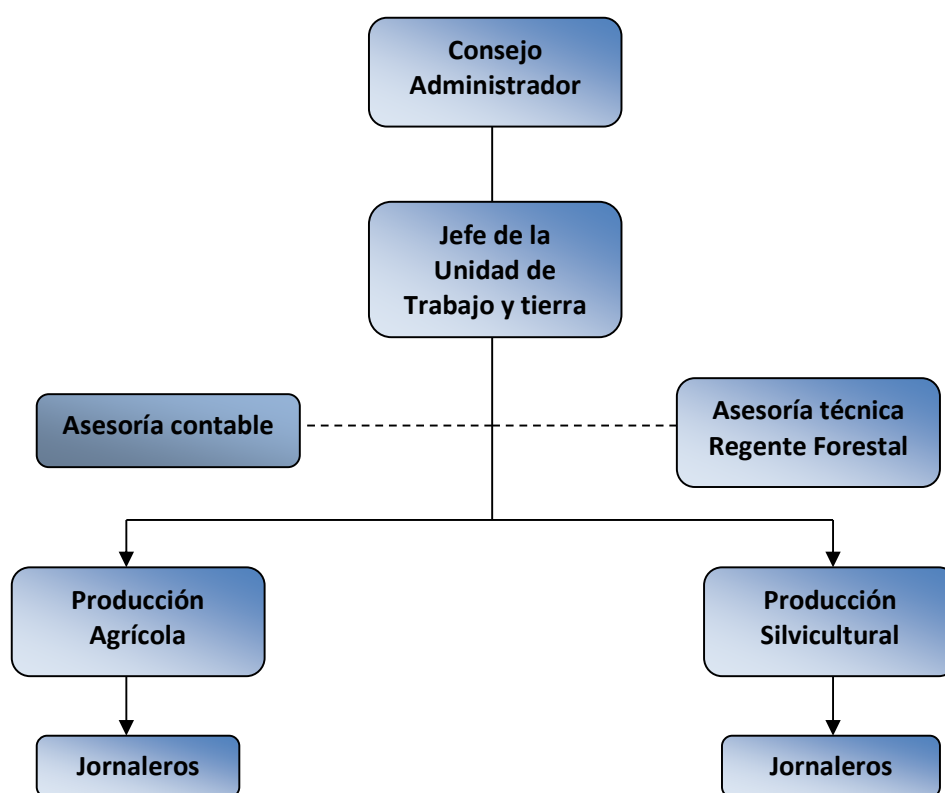 Consejo
Administrador
Jefe de la
Unidad de
Trabajo y tierra
Asesoría contable
Asesoría técnica
Regente Forestal
Producción
Agrícola
Producción
Silvicultural
Jornaleros
Jornaleros